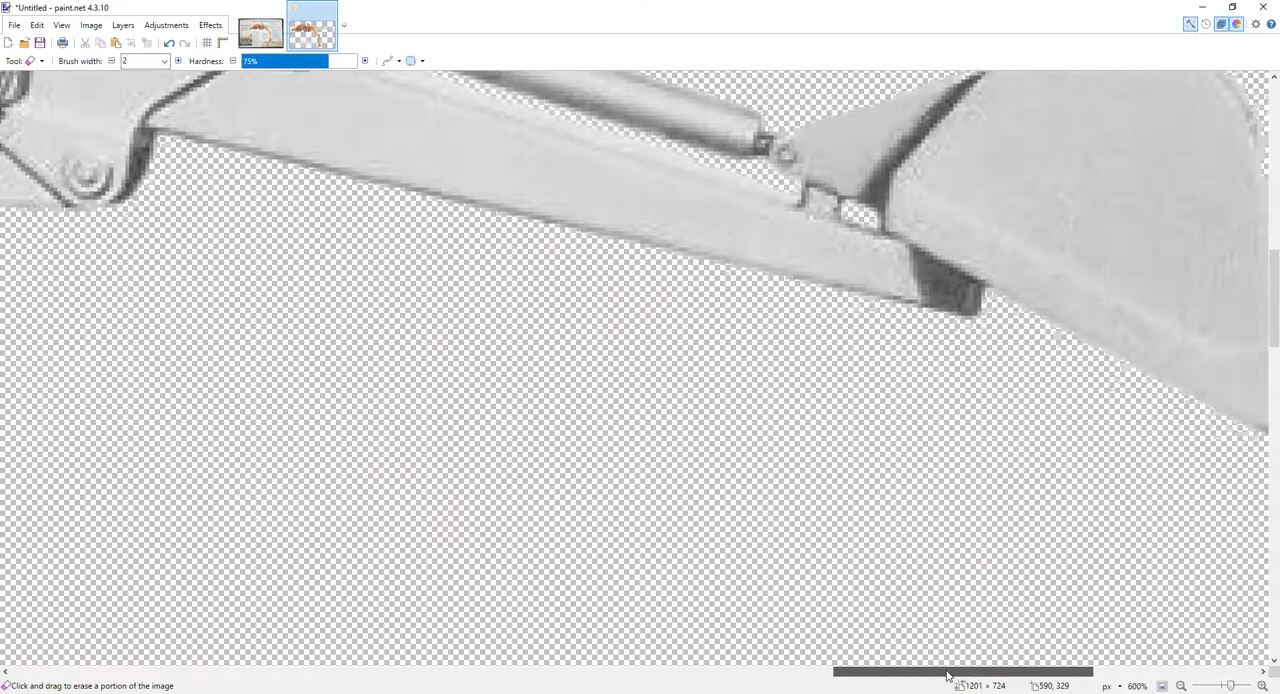 *Untitled - paint.net 4.3.10
File Edit View Image Layers Adjustments Effects
Tool: Brush width: 2 Hardness: 75%
Click and drag to erase a portion of the image 1201 × 724 590, 329 px 600%